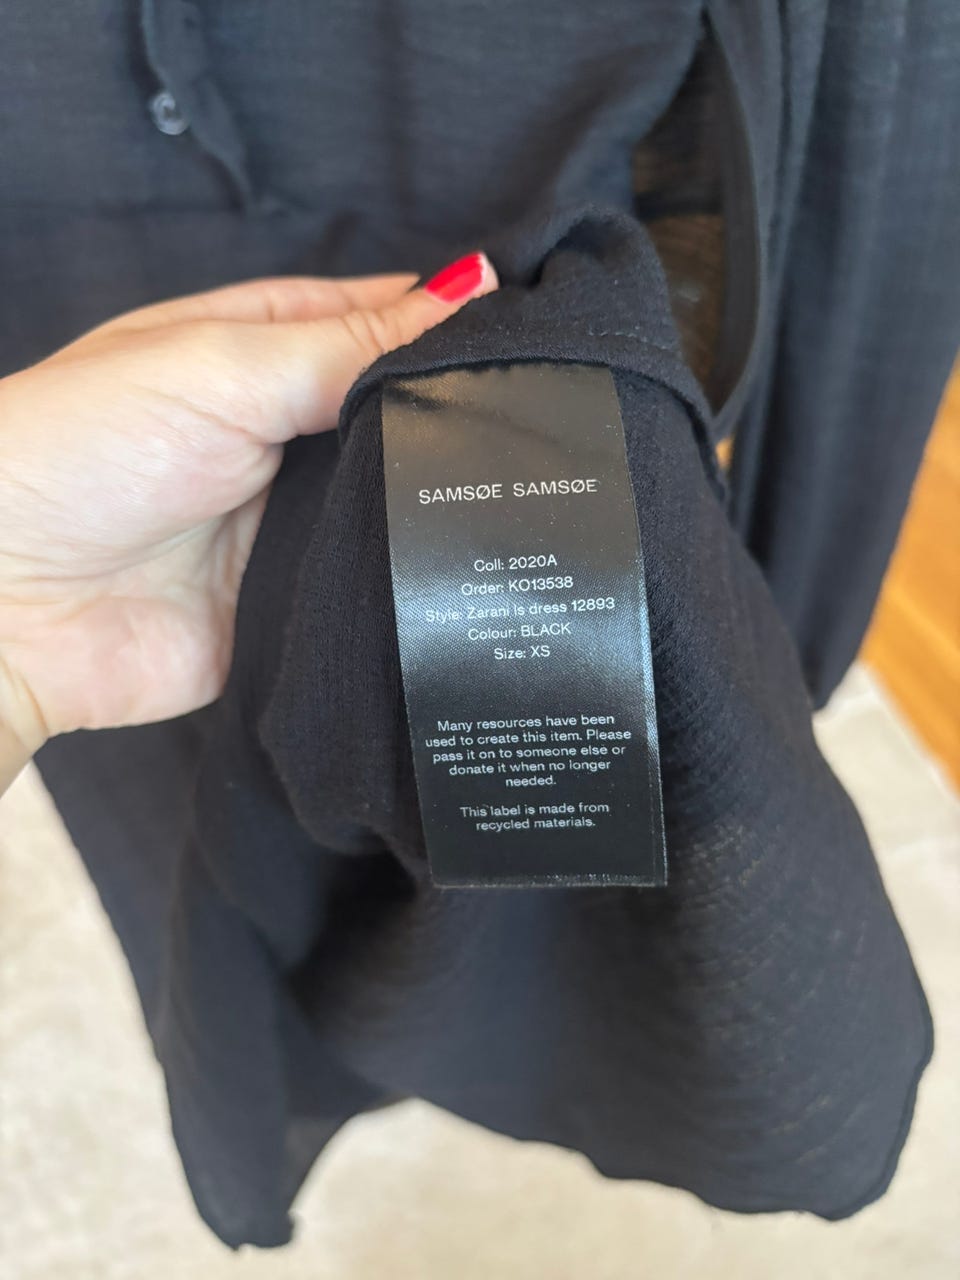 SAMSØE SAMSØE
Coll: 2020A
Order: KO13538
Style: Zarani ls dress 12893
Colour: BLACK
Size: XS
Many resources have been
used to create this item. Please
pass it on to someone else or
donate it when no longer
needed.
This label is made from
recycled materials.